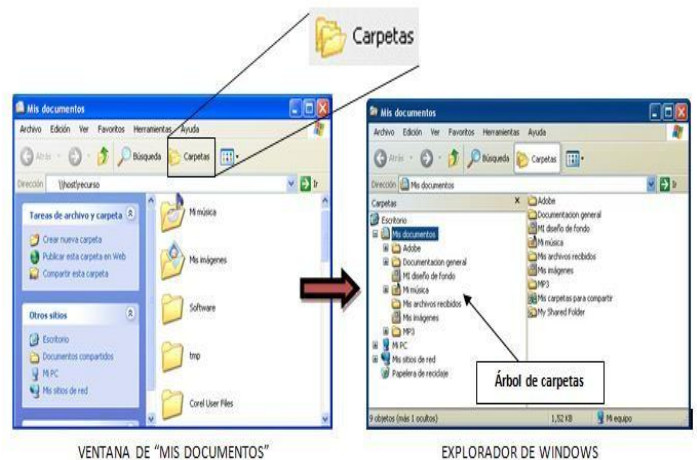 Carpetas
Mis documentos
Archivo Edición Ver Favoritos Herramientas Ayuda
Atrás Búsqueda Carpetas
Dirección \\host\recurso Ir
Tareas de archivo y carpeta
Crear nueva carpeta
Publicar esta carpeta en Web
Compartir esta carpeta
Otros sitios
Escritorio
Documentos compartidos
Mi PC
Mis sitios de red
Mi música
Mis imágenes
Software
tmp
Corel User Files
VENTANA DE "MIS DOCUMENTOS"
Mis documentos
Archivo Edición Ver Favoritos Herramientas Ayuda
Atrás Búsqueda Carpetas
Dirección Mis documentos Ir
Carpetas X
Escritorio
Mis documentos
Adobe
Documentacion general
MI diseño de fondo
Mi música
Mis archivos recibidos
Mis imágenes
MP3
Mi PC
Mis sitios de red
Papelera de reciclaje
Adobe
Documentacion general
MI diseño de fondo
Mi música
Mis archivos recibidos
Mis imágenes
MP3
Mis carpetas para compartir
My Shared Folder
Árbol de carpetas
9 objetos (más 1 ocultos) 1,52 KB Mi equipo
EXPLORADOR DE WINDOWS